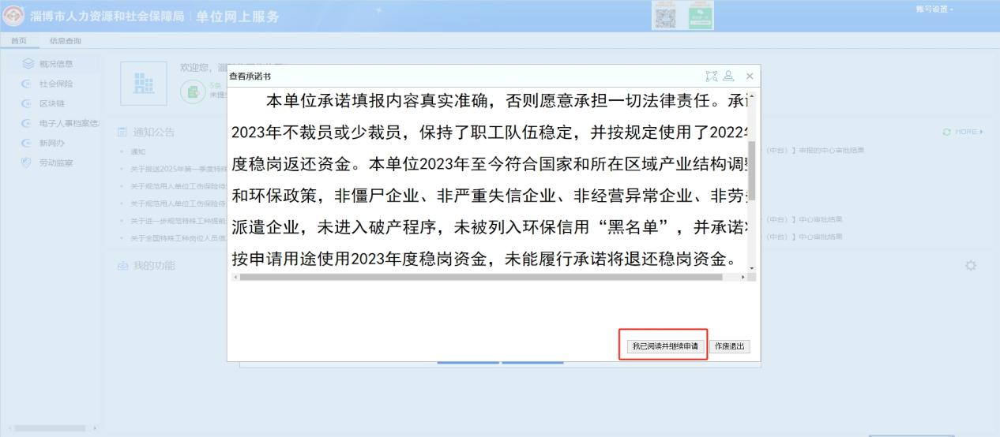 淄博市人力资源和社会保障局 | 单位网上服务
账号设置
首页 信息查询
概况信息
社会保险
区块链
电子人事档案信
新网办
劳动监察
欢迎您，淄
5条
通知公告
MORE
通知
关于报送2025年第一季度特殊
关于规范用人单位工伤保险待
关于规范用人单位工伤保险待
关于进一步规范特殊工种提前
关于全国特殊工种岗位人员信
（中台）】申报的中心审批结果
（中台）】中心审批结果
（中台）】中心审批结果
我的功能
查看承诺书
本单位承诺填报内容真实准确，否则愿意承担一切法律责任。承
2023年不裁员或少裁员，保持了职工队伍稳定，并按规定使用了2022年
度稳岗返还资金。本单位2023年至今符合国家和所在区域产业结构调整
和环保政策，非僵尸企业、非严重失信企业、非经营异常企业、非劳
派遣企业，未进入破产程序，未被列入环保信用“黑名单”，并承诺
按申请用途使用2023年度稳岗资金，未能履行承诺将退还稳岗资金。
我已阅读并继续申请 作废退出